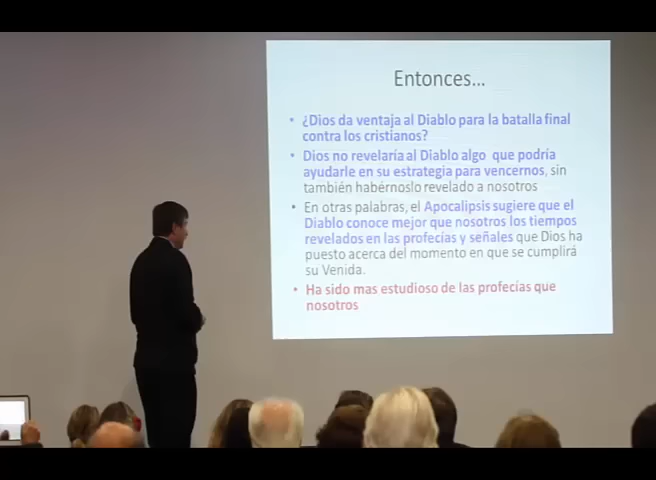 Entonces...
• ¿Dios da ventaja al Diablo para la batalla final
contra los cristianos?
• Dios no revelaría al Diablo algo que podría
ayudarle en su estrategia para vencernos, sin
también habérnoslo revelado a nosotros
• En otras palabras, el Apocalipsis sugiere que el
Diablo conoce mejor que nosotros los tiempos
revelados en las profecías y señales que Dios ha
puesto acerca del momento en que se cumplirá
su Venida.
• Ha sido mas estudioso de las profecías que
nosotros